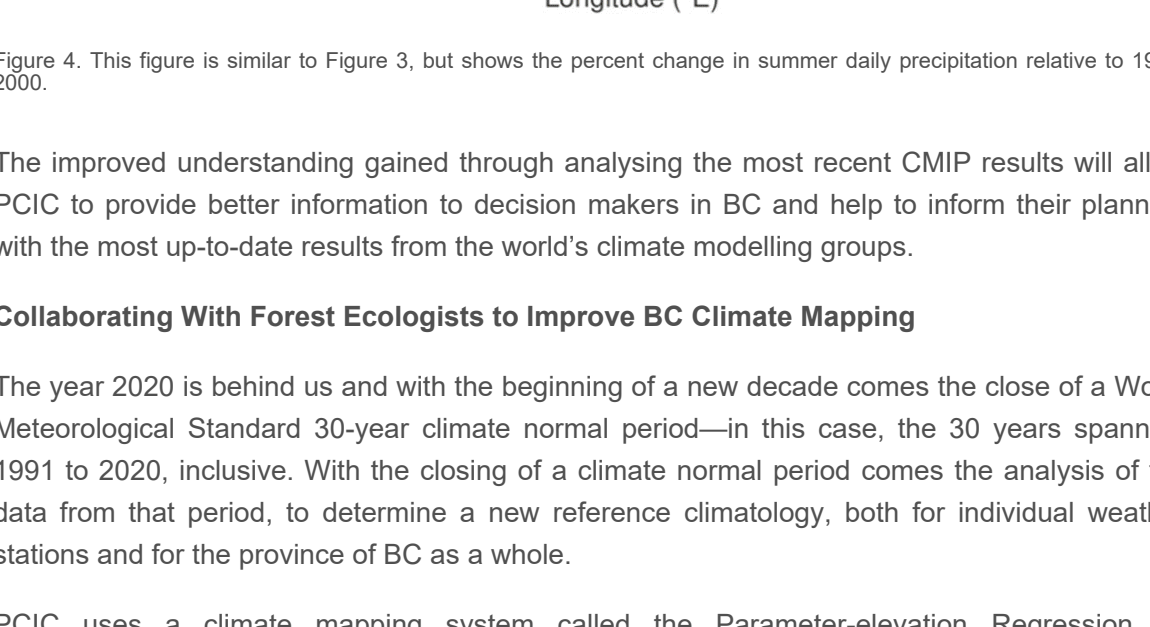 Longitude (°E)
Figure 4. This figure is similar to Figure 3, but shows the percent change in summer daily precipitation relative to 19
2000.
The improved understanding gained through analysing the most recent CMIP results will all
PCIC to provide better information to decision makers in BC and help to inform their plann
with the most up-to-date results from the world’s climate modelling groups.
Collaborating With Forest Ecologists to Improve BC Climate Mapping
The year 2020 is behind us and with the beginning of a new decade comes the close of a Wo
Meteorological Standard 30-year climate normal period—in this case, the 30 years spann
1991 to 2020, inclusive. With the closing of a climate normal period comes the analysis of
data from that period, to determine a new reference climatology, both for individual weat
stations and for the province of BC as a whole.
PCIC uses a climate mapping system called the Parameter-elevation Regression